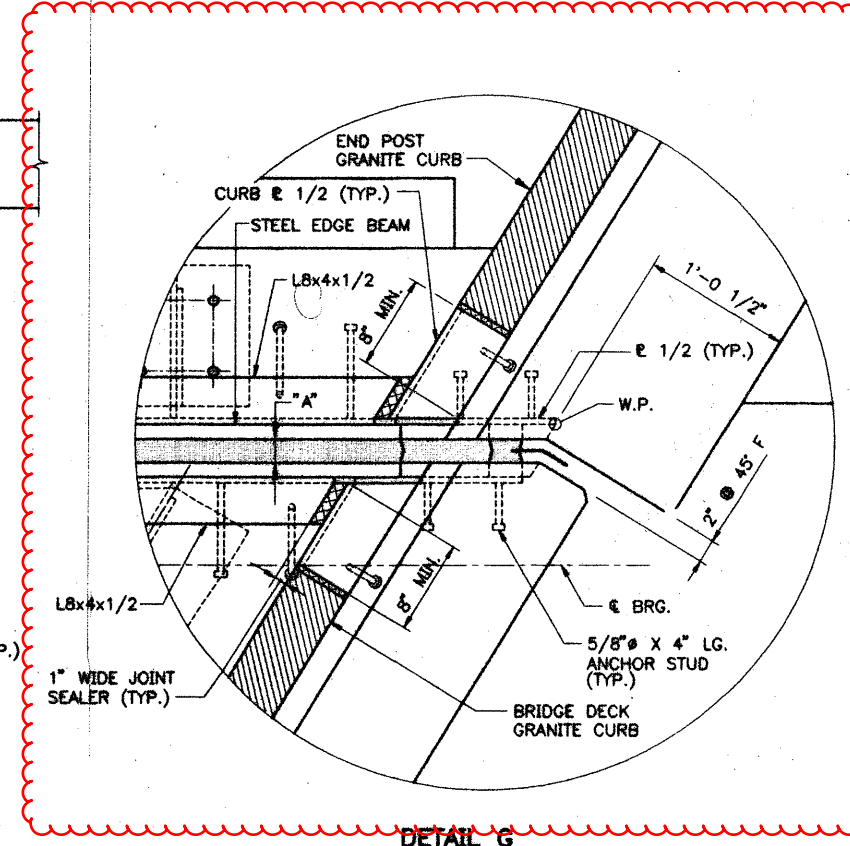 END POST
GRANITE CURB
CURB ℄ 1/2 (TYP.)
STEEL EDGE BEAM
L8x4x1/2
8" MIN.
1'-0 1/2"
℄ 1/2 (TYP.)
"A"
W.P.
2" @ 45° F
8" MIN.
L8x4x1/2
℄ BRG.
5/8"ø X 4" LG.
ANCHOR STUD
(TYP.)
P.)
1" WIDE JOINT
SEALER (TYP.)
BRIDGE DECK
GRANITE CURB
DETAIL G